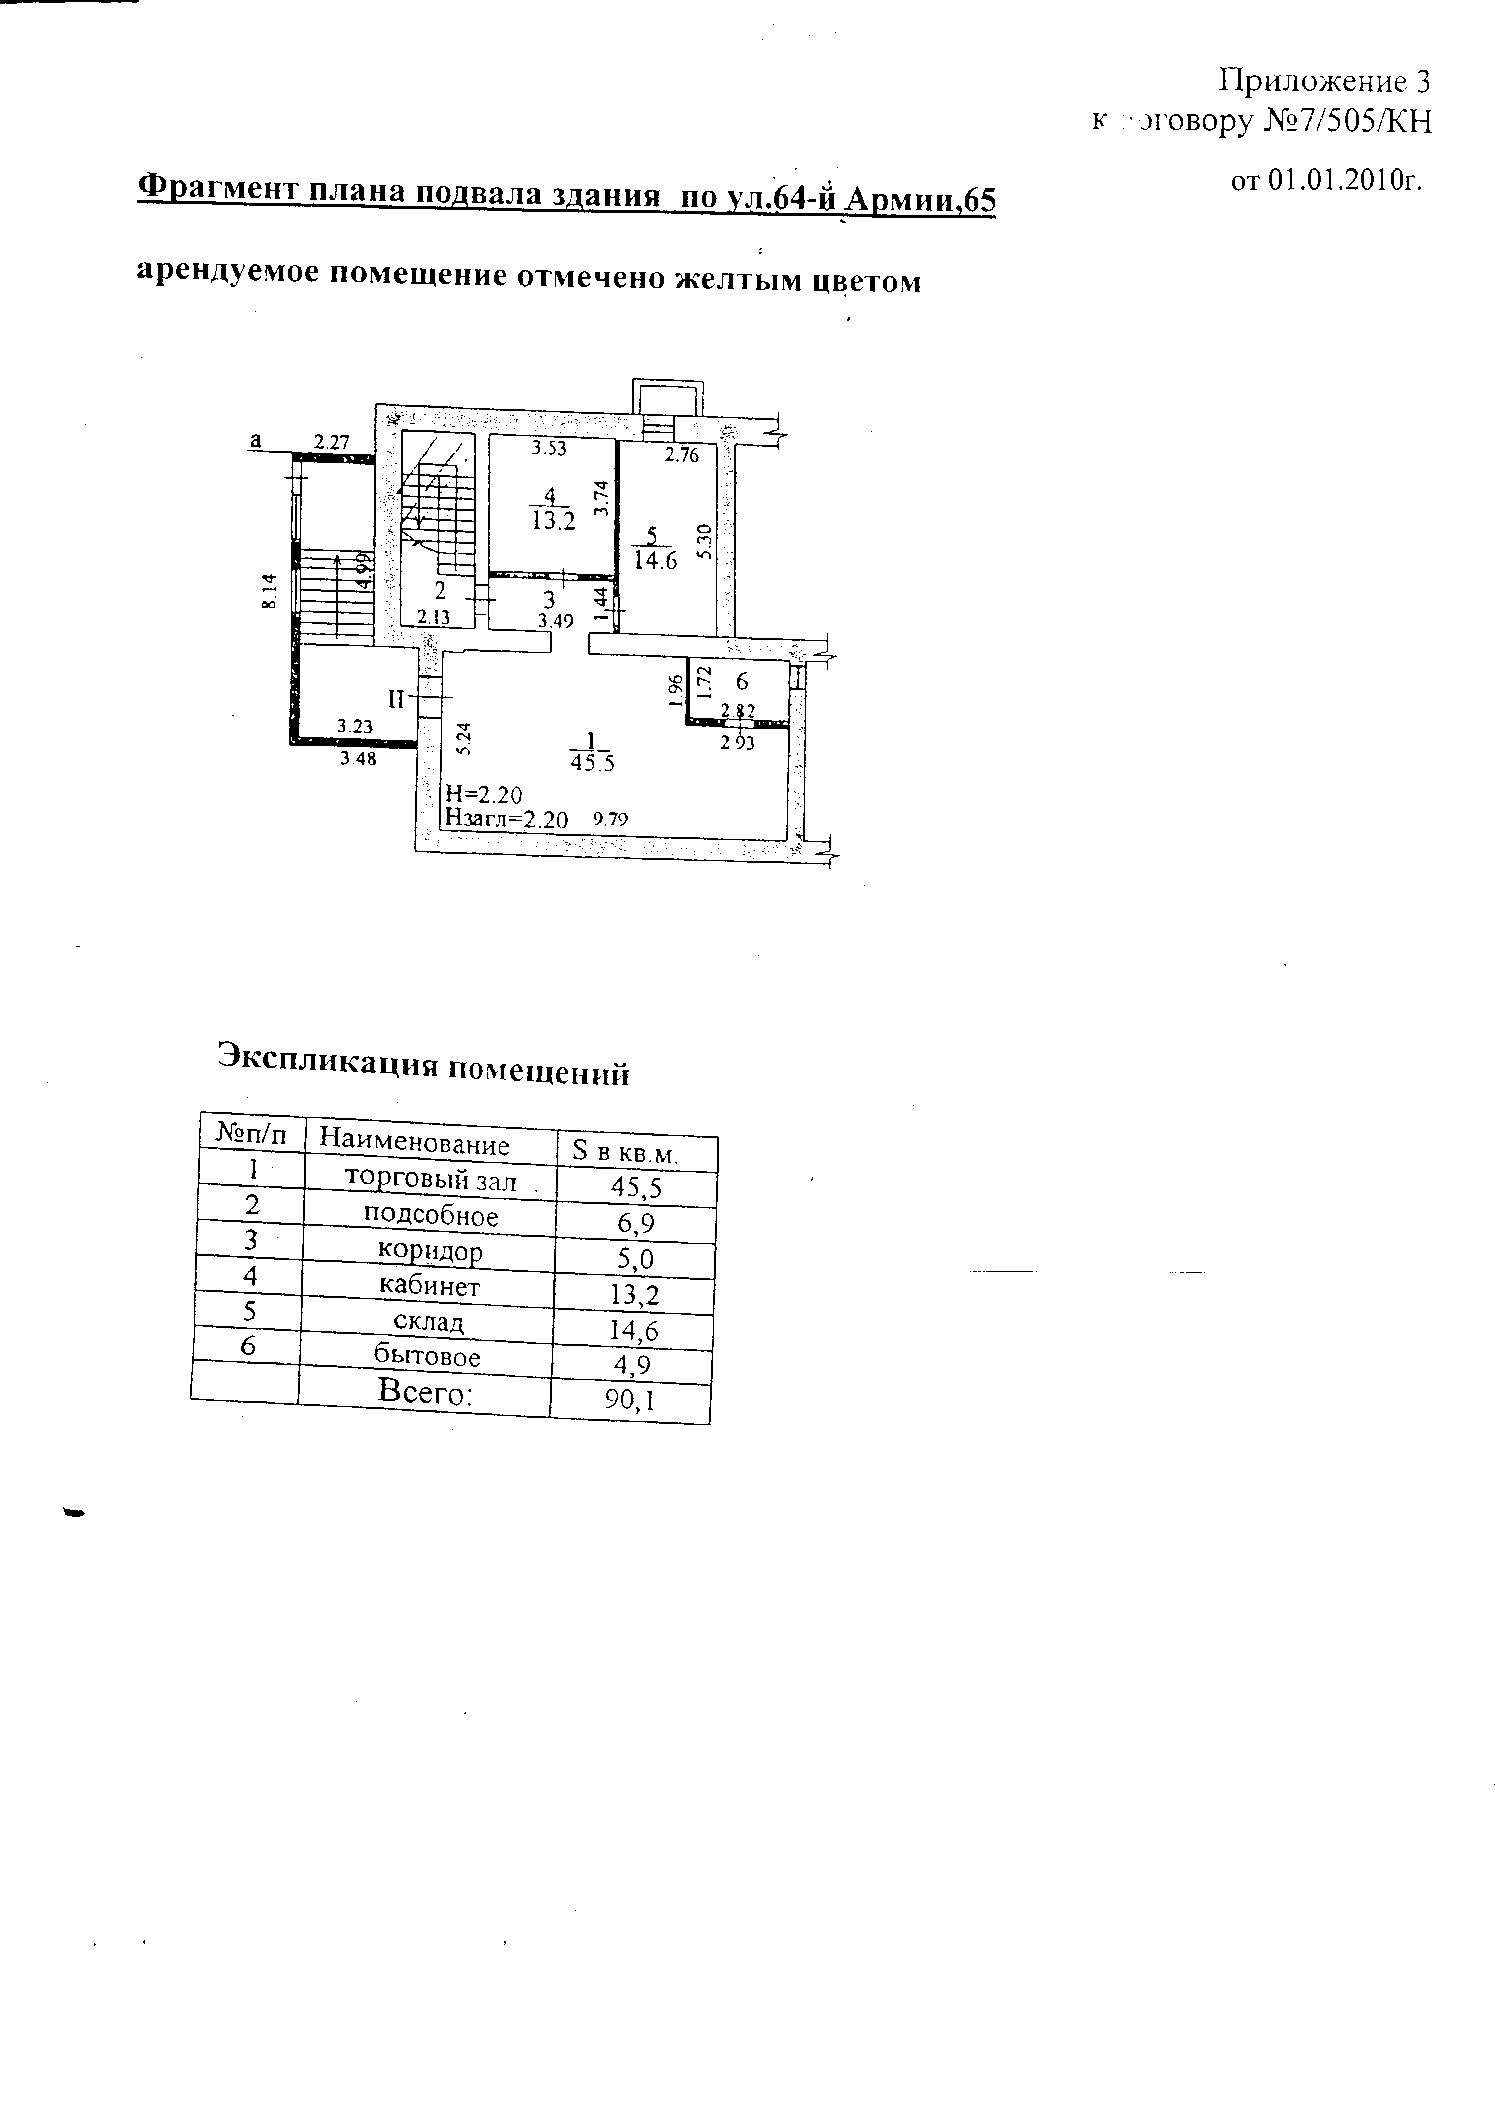 Приложение 3
к договору №7/505/КН
от 01.01.2010г.
Фрагмент плана подвала здания по ул.64-й Армии,65
арендуемое помещение отмечено желтым цветом
а
2.27
3.53
2.76
4
13.2
3.74
5
14.6
5.30
4.99
8.14
2
2.13
3
3.49
1.44
1.96
1.72
6
2.82
2.93
II
3.23
3.48
5.24
1
45.5
Н=2.20
Нзагл=2.20 9.79
Экспликация помещений
№п/п Наименование S в кв.м.
1 торговый зал 45,5
2 подсобное 6,9
3 коридор 5,0
4 кабинет 13,2
5 склад 14,6
6 бытовое 4,9
Всего: 90,1